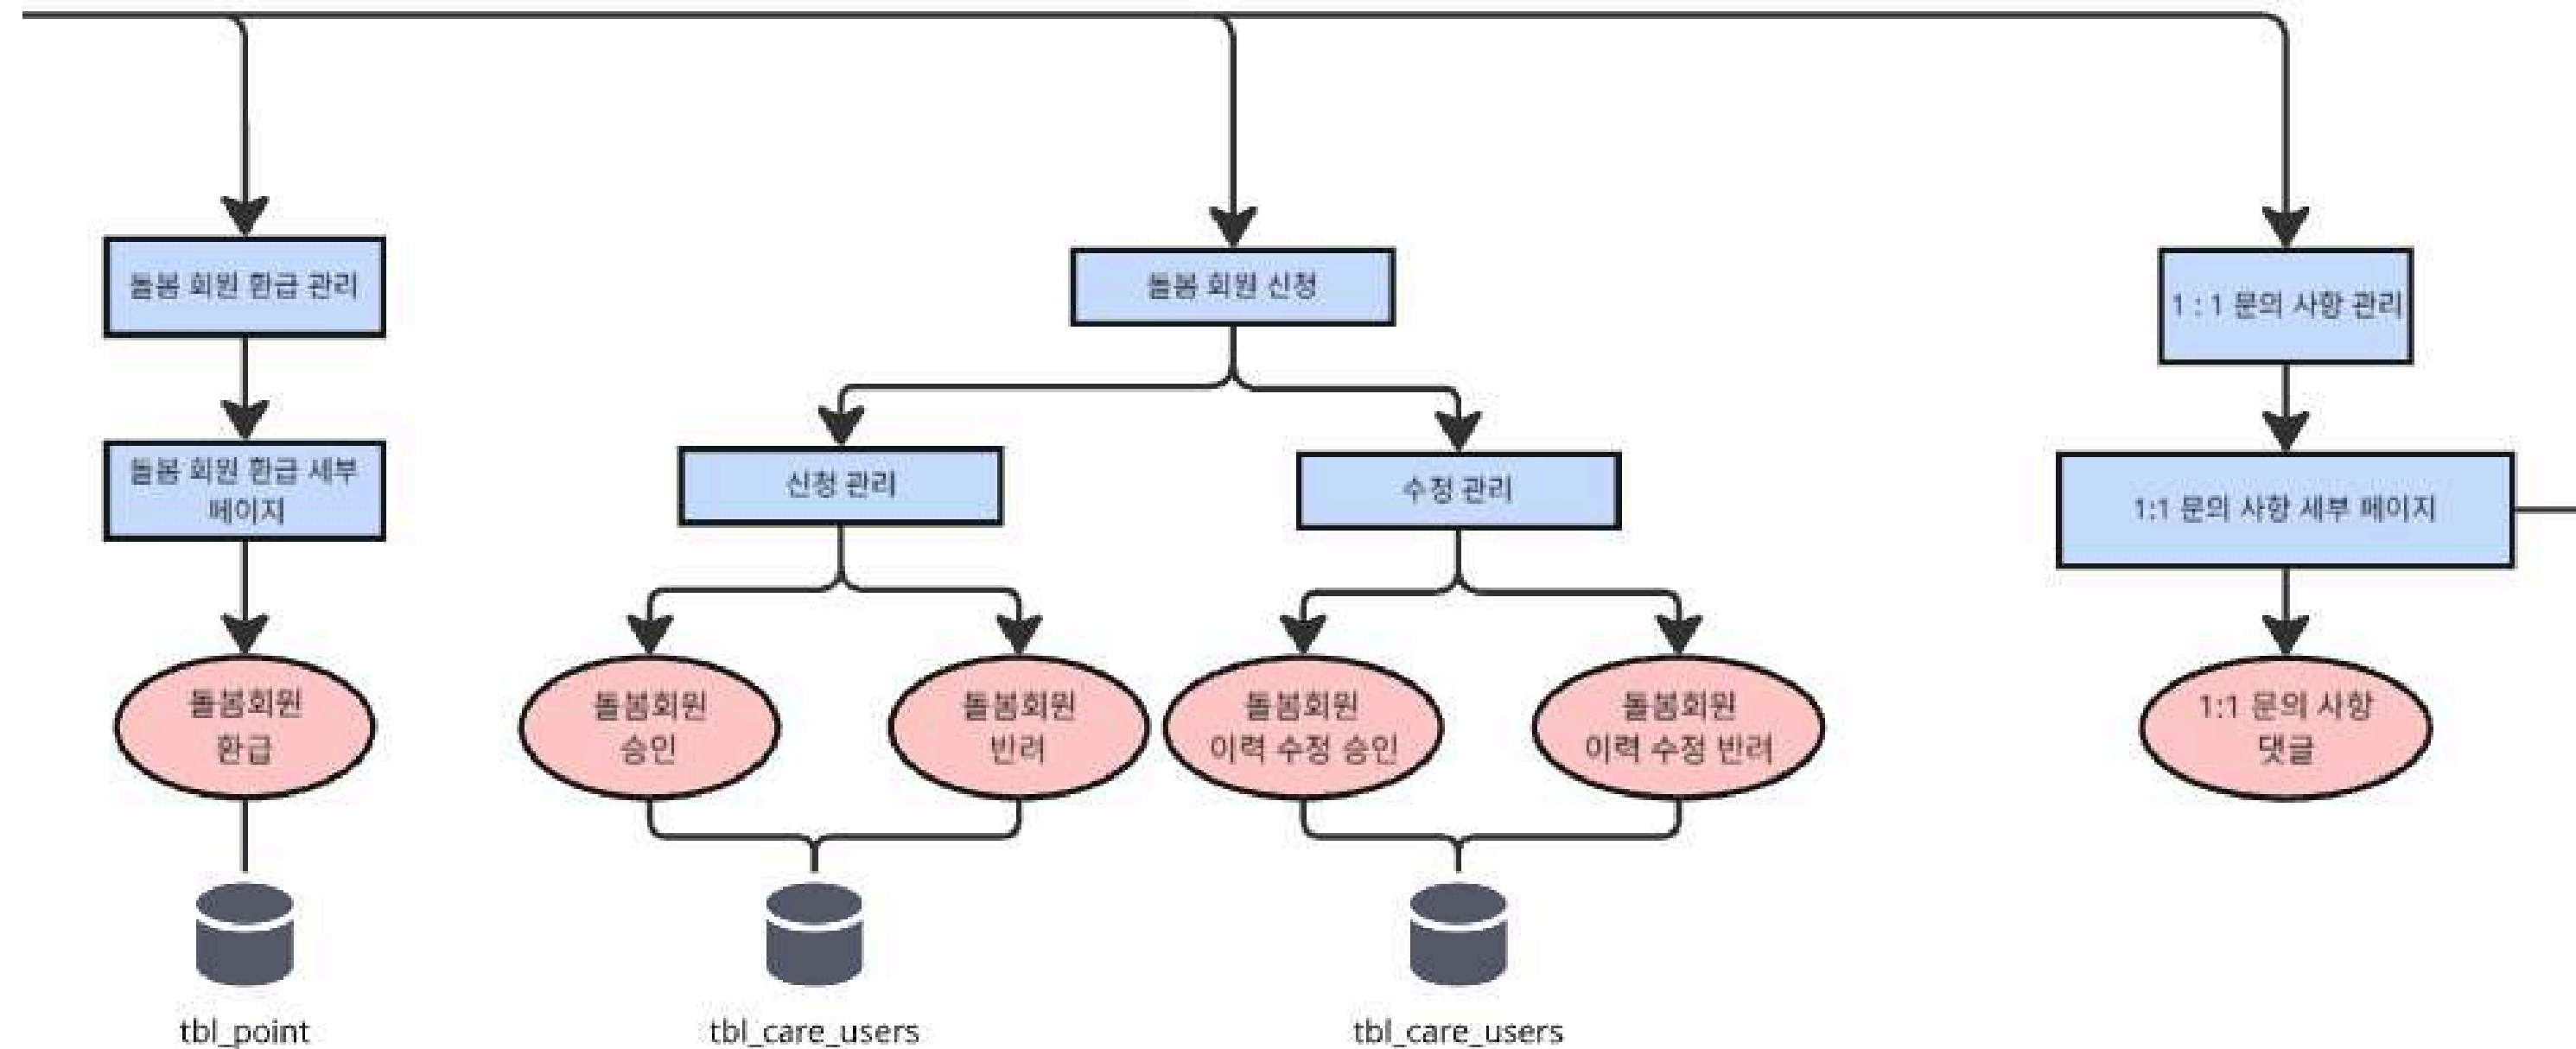 돌봄 회원 환급 관리
돌봄 회원 신청
1 : 1 문의 사항 관리
돌봄 회원 환급 세부
페이지
신청 관리
수정 관리
1:1 문의 사항 세부 페이지
돌봄회원
환급
돌봄회원
승인
돌봄회원
반려
돌봄회원
이력 수정 승인
돌봄회원
이력 수정 반려
1:1 문의 사항
댓글
tbl_point
tbl_care_users
tbl_care_users